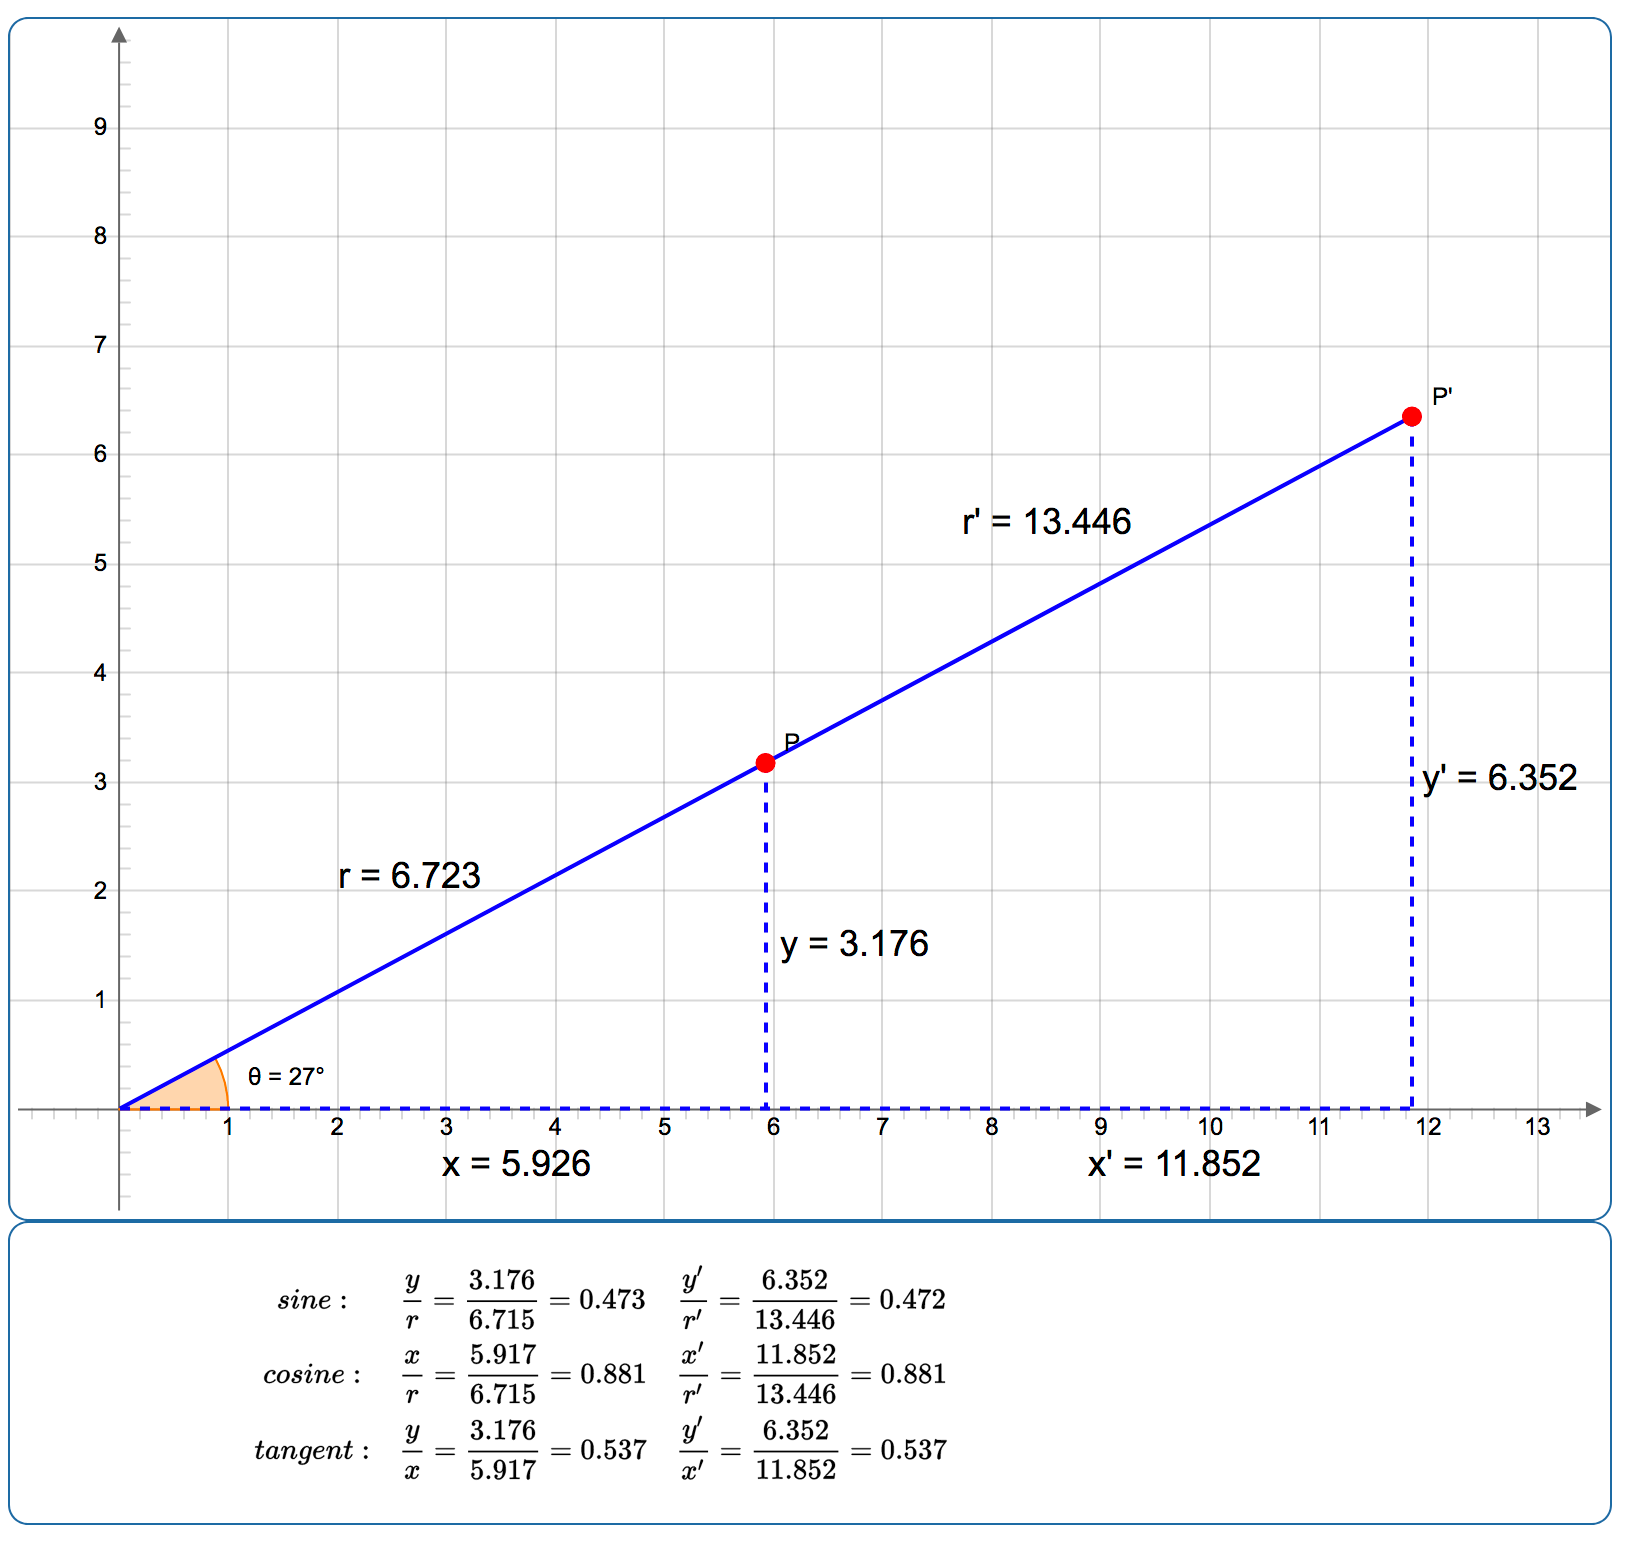 9
8
7
P'
6
r' = 13.446
5
4
P
3
y' = 6.352
r = 6.723
2
y = 3.176
1
θ = 27°
1 2 3 4 5 6 7 8 9 10 11 12 13
x = 5.926 x' = 11.852
sine : y/r = 3.176/6.715 = 0.473 y′/r′ = 6.352/13.446 = 0.472
cosine : x/r = 5.917/6.715 = 0.881 x′/r′ = 11.852/13.446 = 0.881
tangent : y/x = 3.176/5.917 = 0.537 y′/x′ = 6.352/11.852 = 0.537